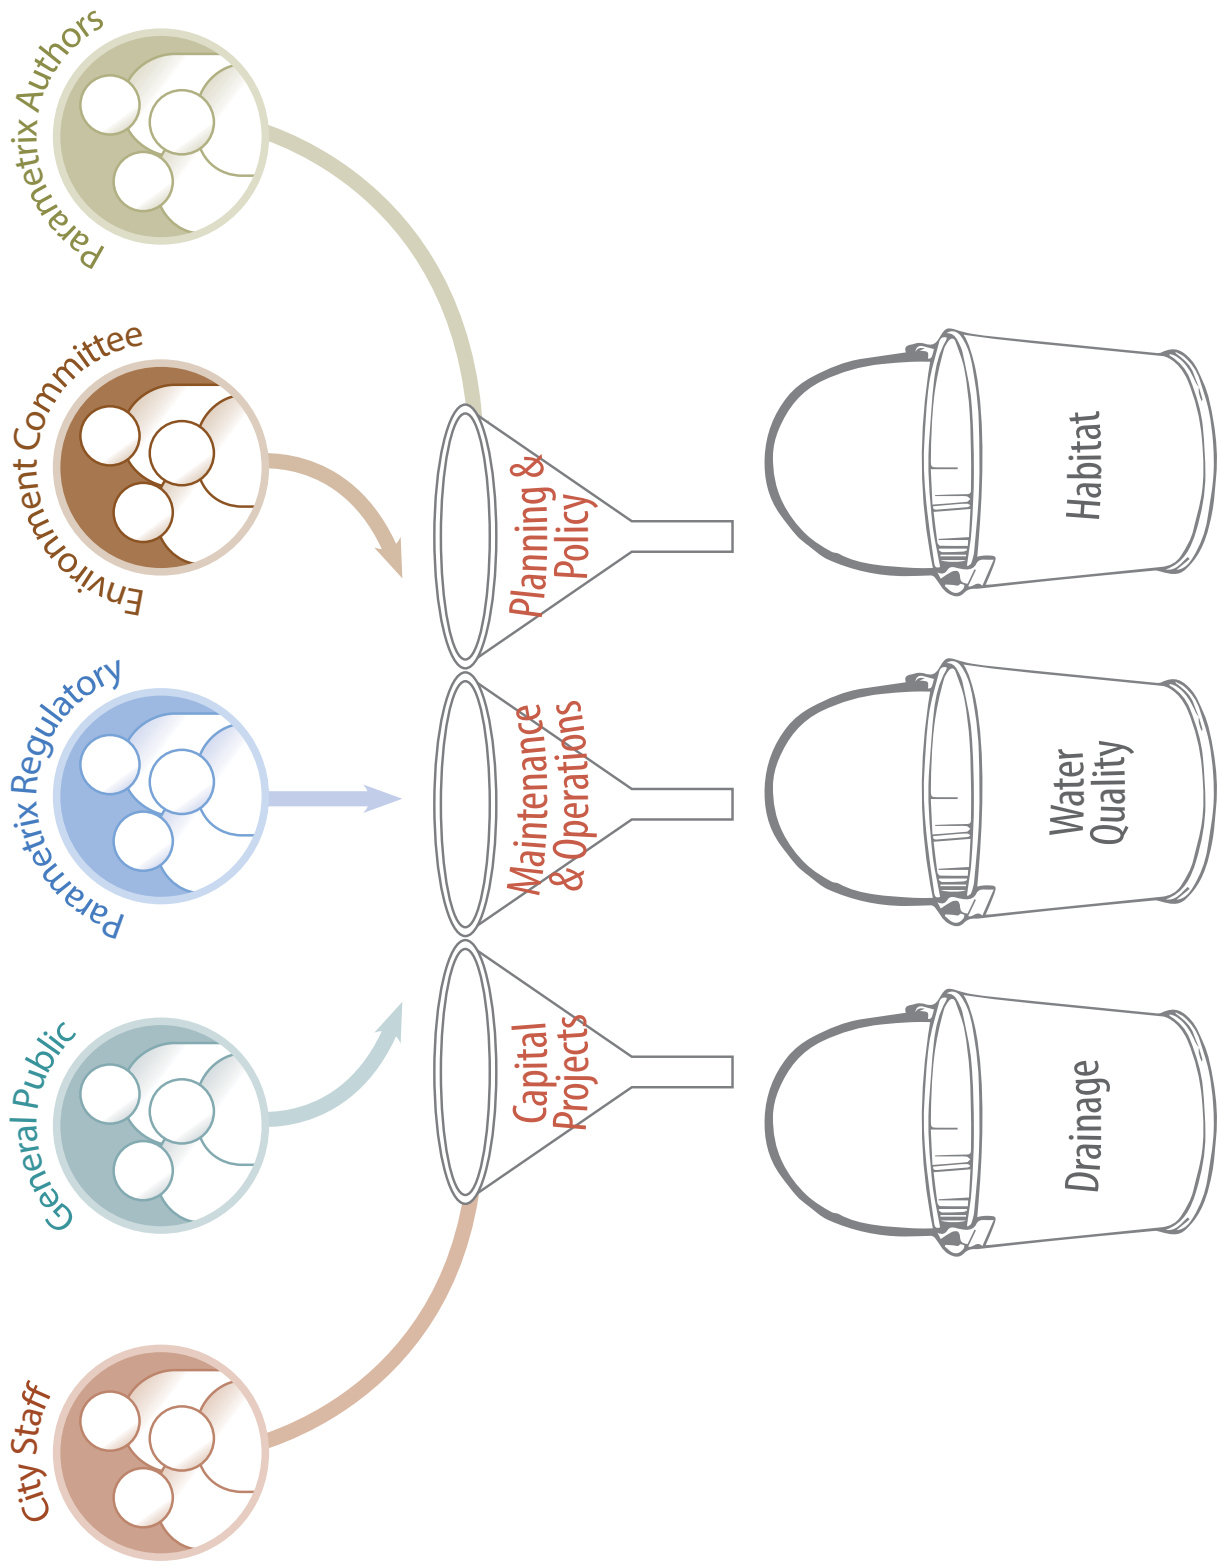 City Staff
General Public
Parametrix Regulatory
Environment Committee
Parametrix Authors
Capital
Projects
Maintenance
& Operations
Planning &
Policy
Drainage
Water
Quality
Habitat